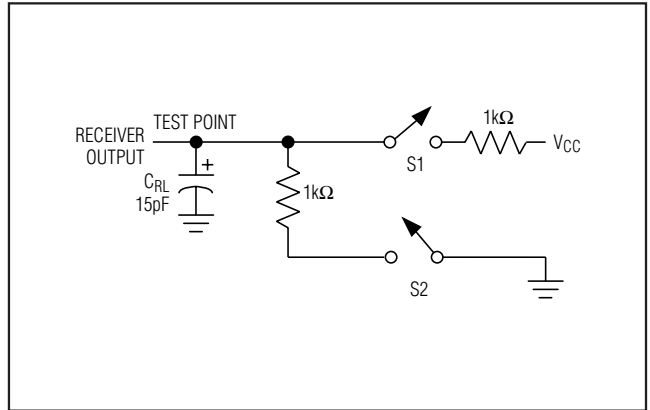 TEST POINT
RECEIVER
OUTPUT
+
CRL
15pF
1kΩ
S1
1kΩ
VCC
S2